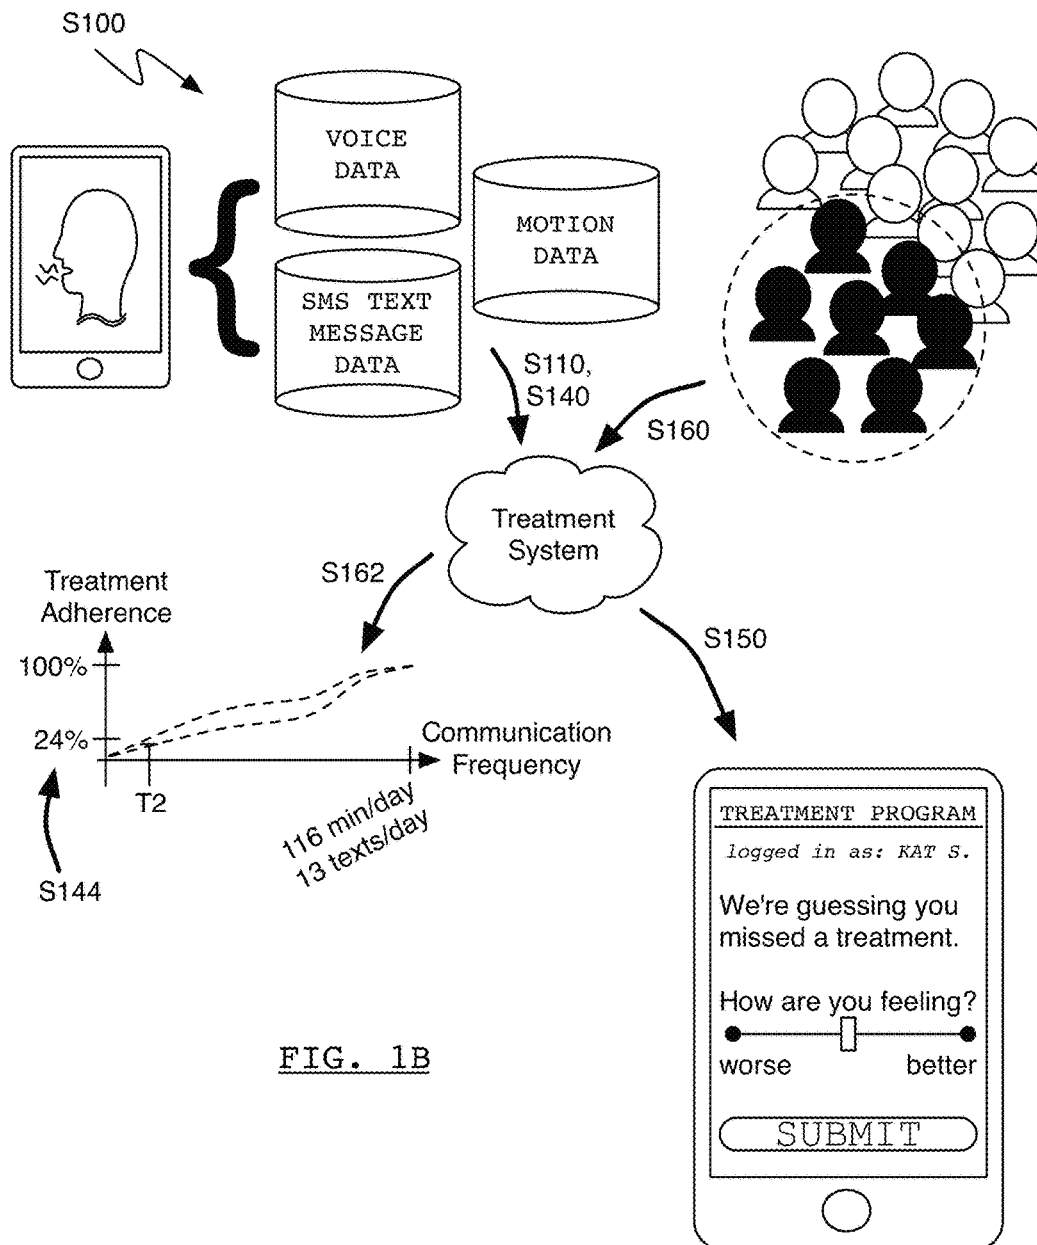 S100
VOICE
DATA
MOTION
DATA
SMS TEXT
MESSAGE
DATA
S110,
S140
S160
Treatment
System
S162
S150
Treatment
Adherence
100%
24%
T2
Communication
Frequency
116 min/day
13 texts/day
S144
TREATMENT PROGRAM
logged in as: KAT S.
We're guessing you
missed a treatment.
How are you feeling?
worse better
SUBMIT
FIG. 1B